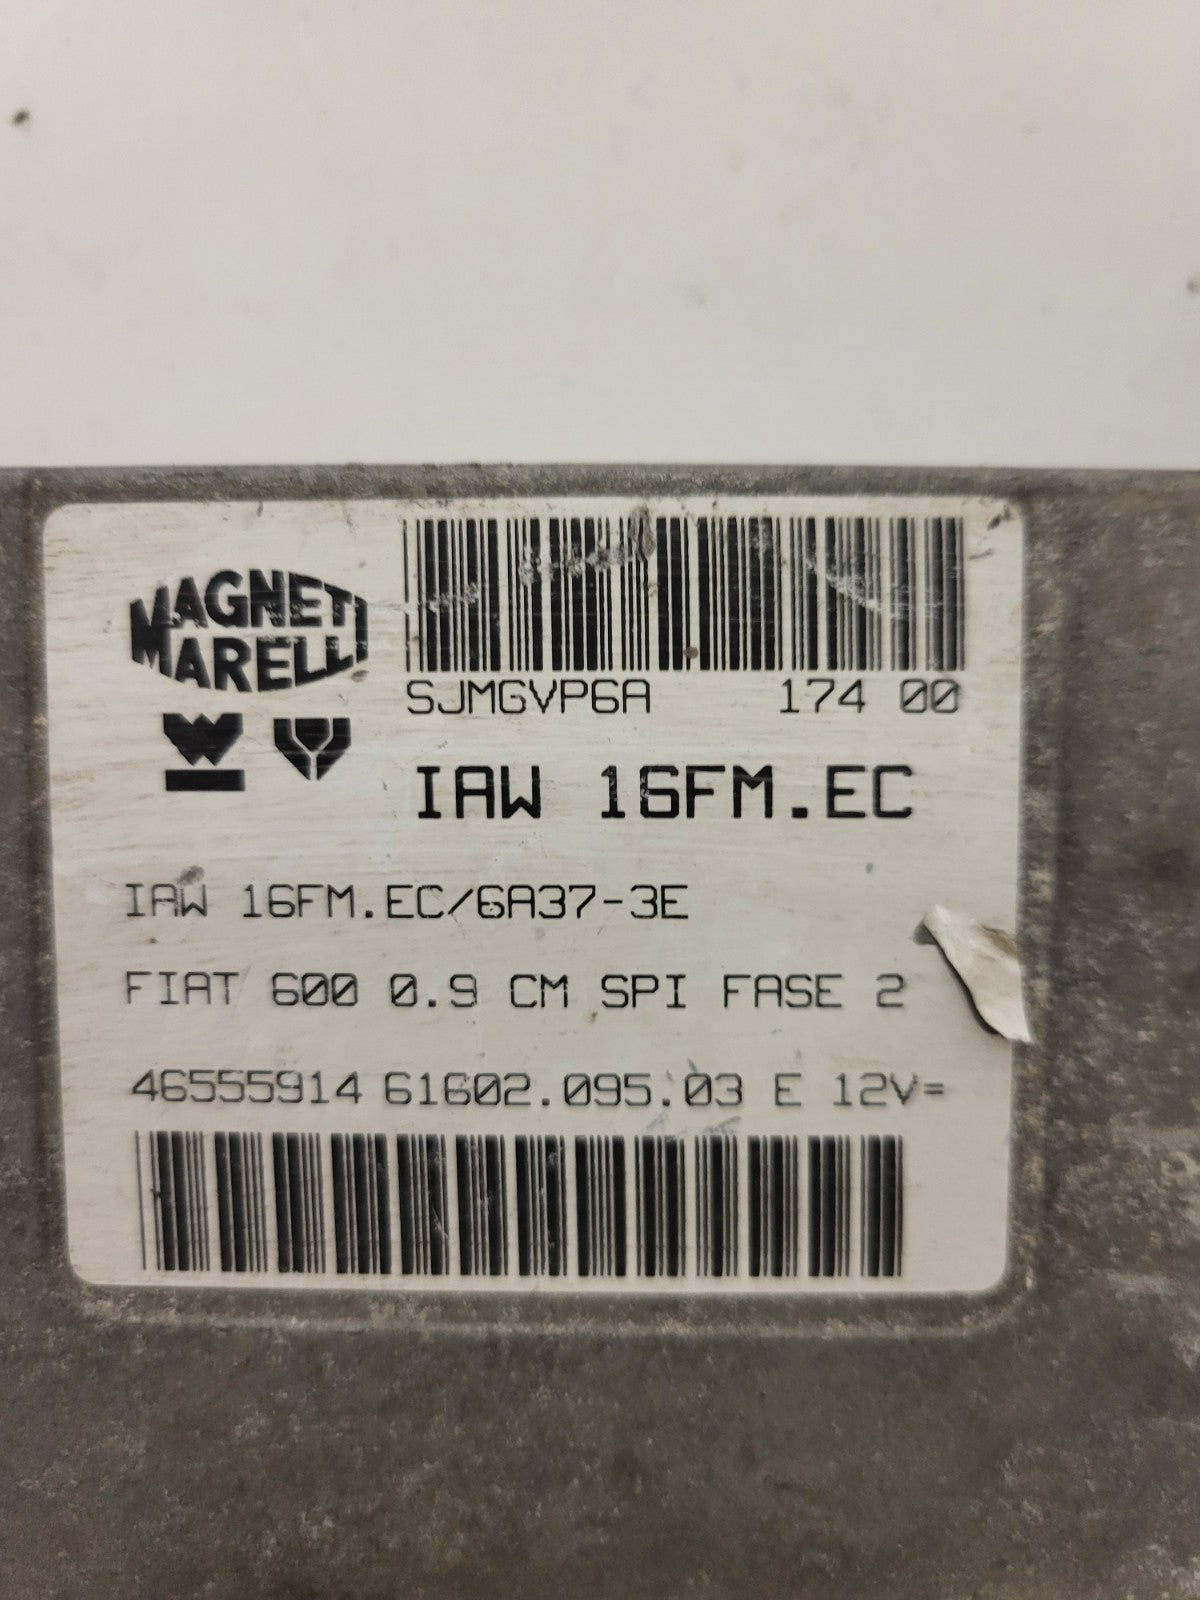 MAGNETI
MARELLI
SJMGVP6A 174 00
IAW 16FM.EC
IAW 16FM.EC/6A37-3E
FIAT 600 0.9 CM SPI FASE 2
46555914 61602.095.03 E 12V=